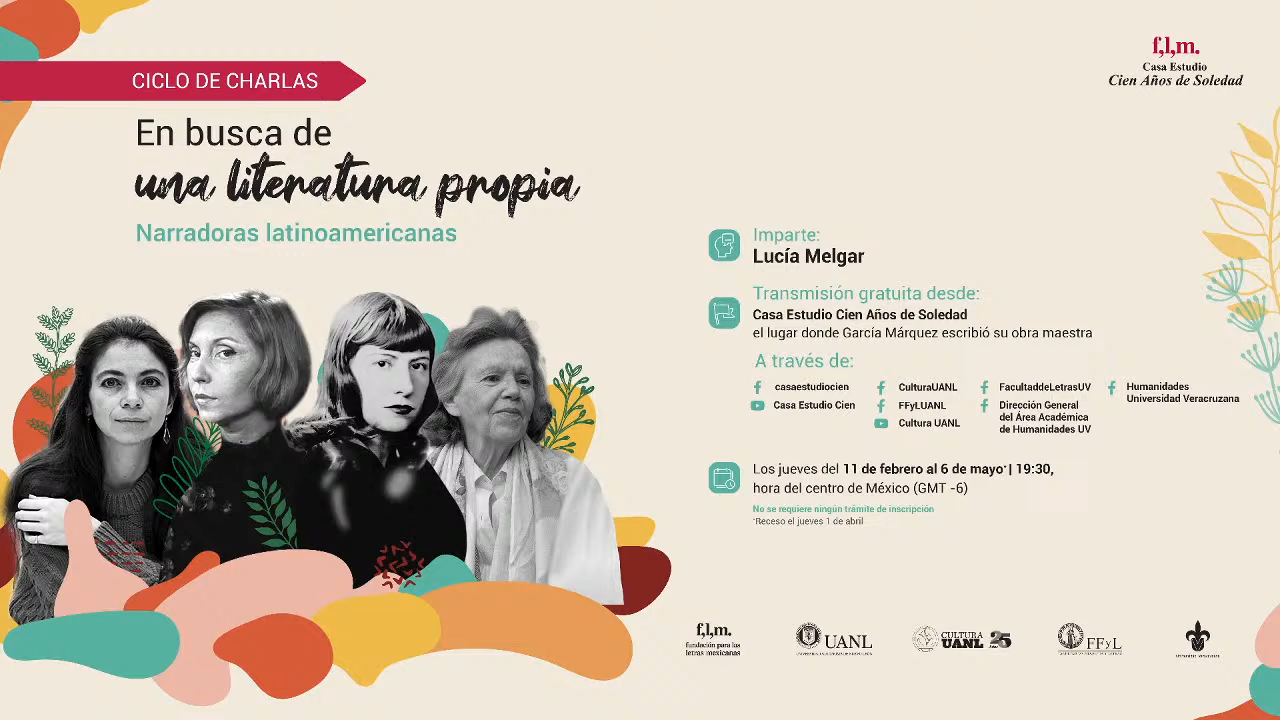 CICLO DE CHARLAS
En busca de
una literatura propia
Narradoras latinoamericanas
f,l,m.
Casa Estudio
Cien Años de Soledad
Imparte:
Lucía Melgar
Transmisión gratuita desde:
Casa Estudio Cien Años de Soledad
el lugar donde García Márquez escribió su obra maestra
A través de:
casaestudiocien
Casa Estudio Cien
CulturaUANL
FFyLUANL
Cultura UANL
FacultaddeLetrasUV
Dirección General
del Área Académica
de Humanidades UV
Humanidades
Universidad Veracruzana
Los jueves del 11 de febrero al 6 de mayo* | 19:30,
hora del centro de México (GMT -6)
No se requiere ningún trámite de inscripción
*Receso el jueves 1 de abril
f,l,m.
fundación para las
letras mexicanas
UANL
CULTURA
UANL 25
FFyL